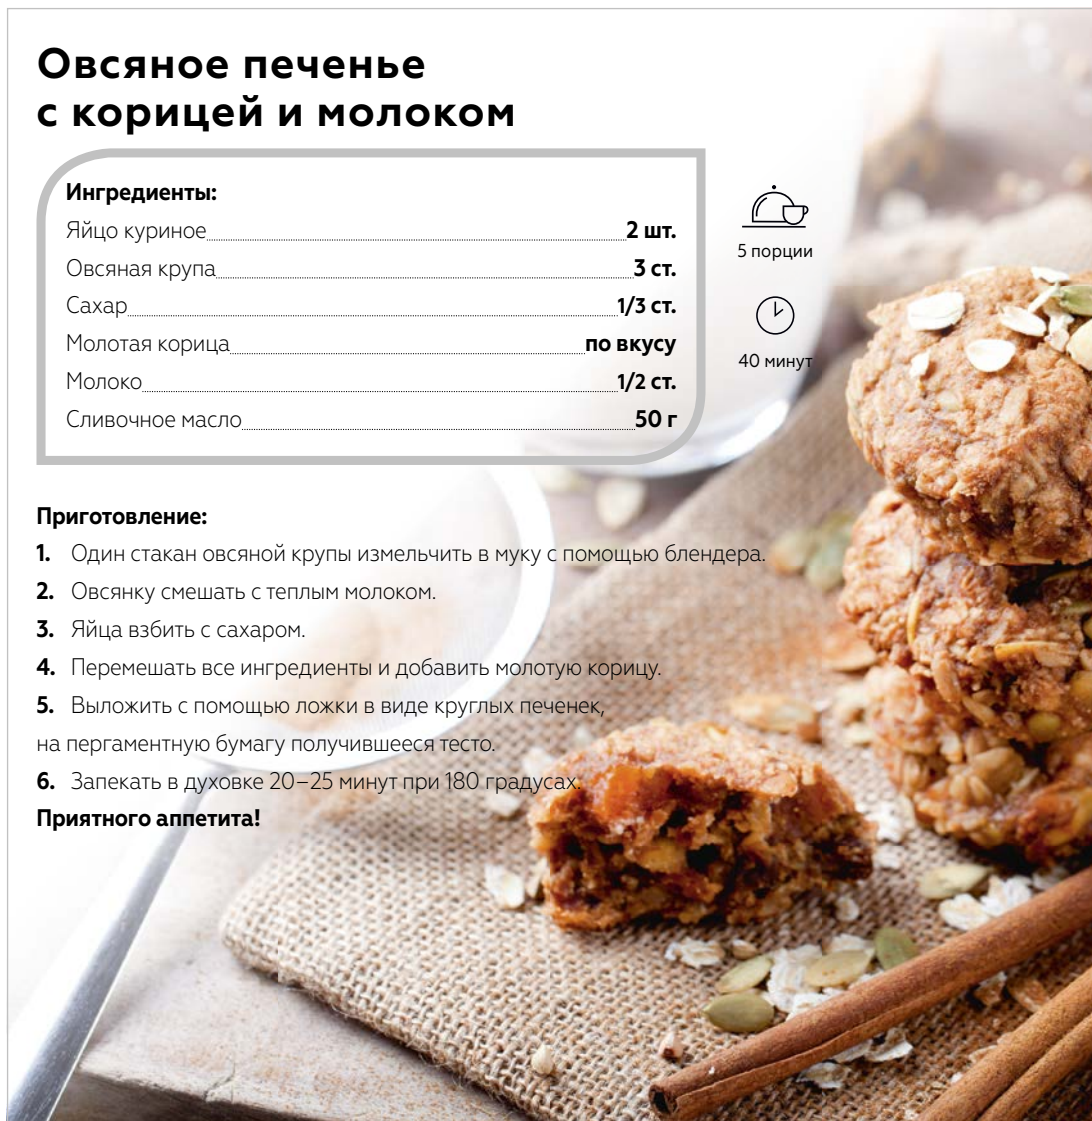 Овсяное печенье
с корицей и молоком
Ингредиенты:
Яйцо куриное 2 шт.
Овсяная крупа 3 ст.
Сахар 1/3 ст.
Молотая корица по вкусу
Молоко 1/2 ст.
Сливочное масло 50 г
5 порции
40 минут
Приготовление:
1. Один стакан овсяной крупы измельчить в муку с помощью блендера.
2. Овсянку смешать с теплым молоком.
3. Яйца взбить с сахаром.
4. Перемешать все ингредиенты и добавить молотую корицу.
5. Выложить с помощью ложки в виде круглых печенек,
на пергаментную бумагу получившееся тесто.
6. Запекать в духовке 20–25 минут при 180 градусах.
Приятного аппетита!